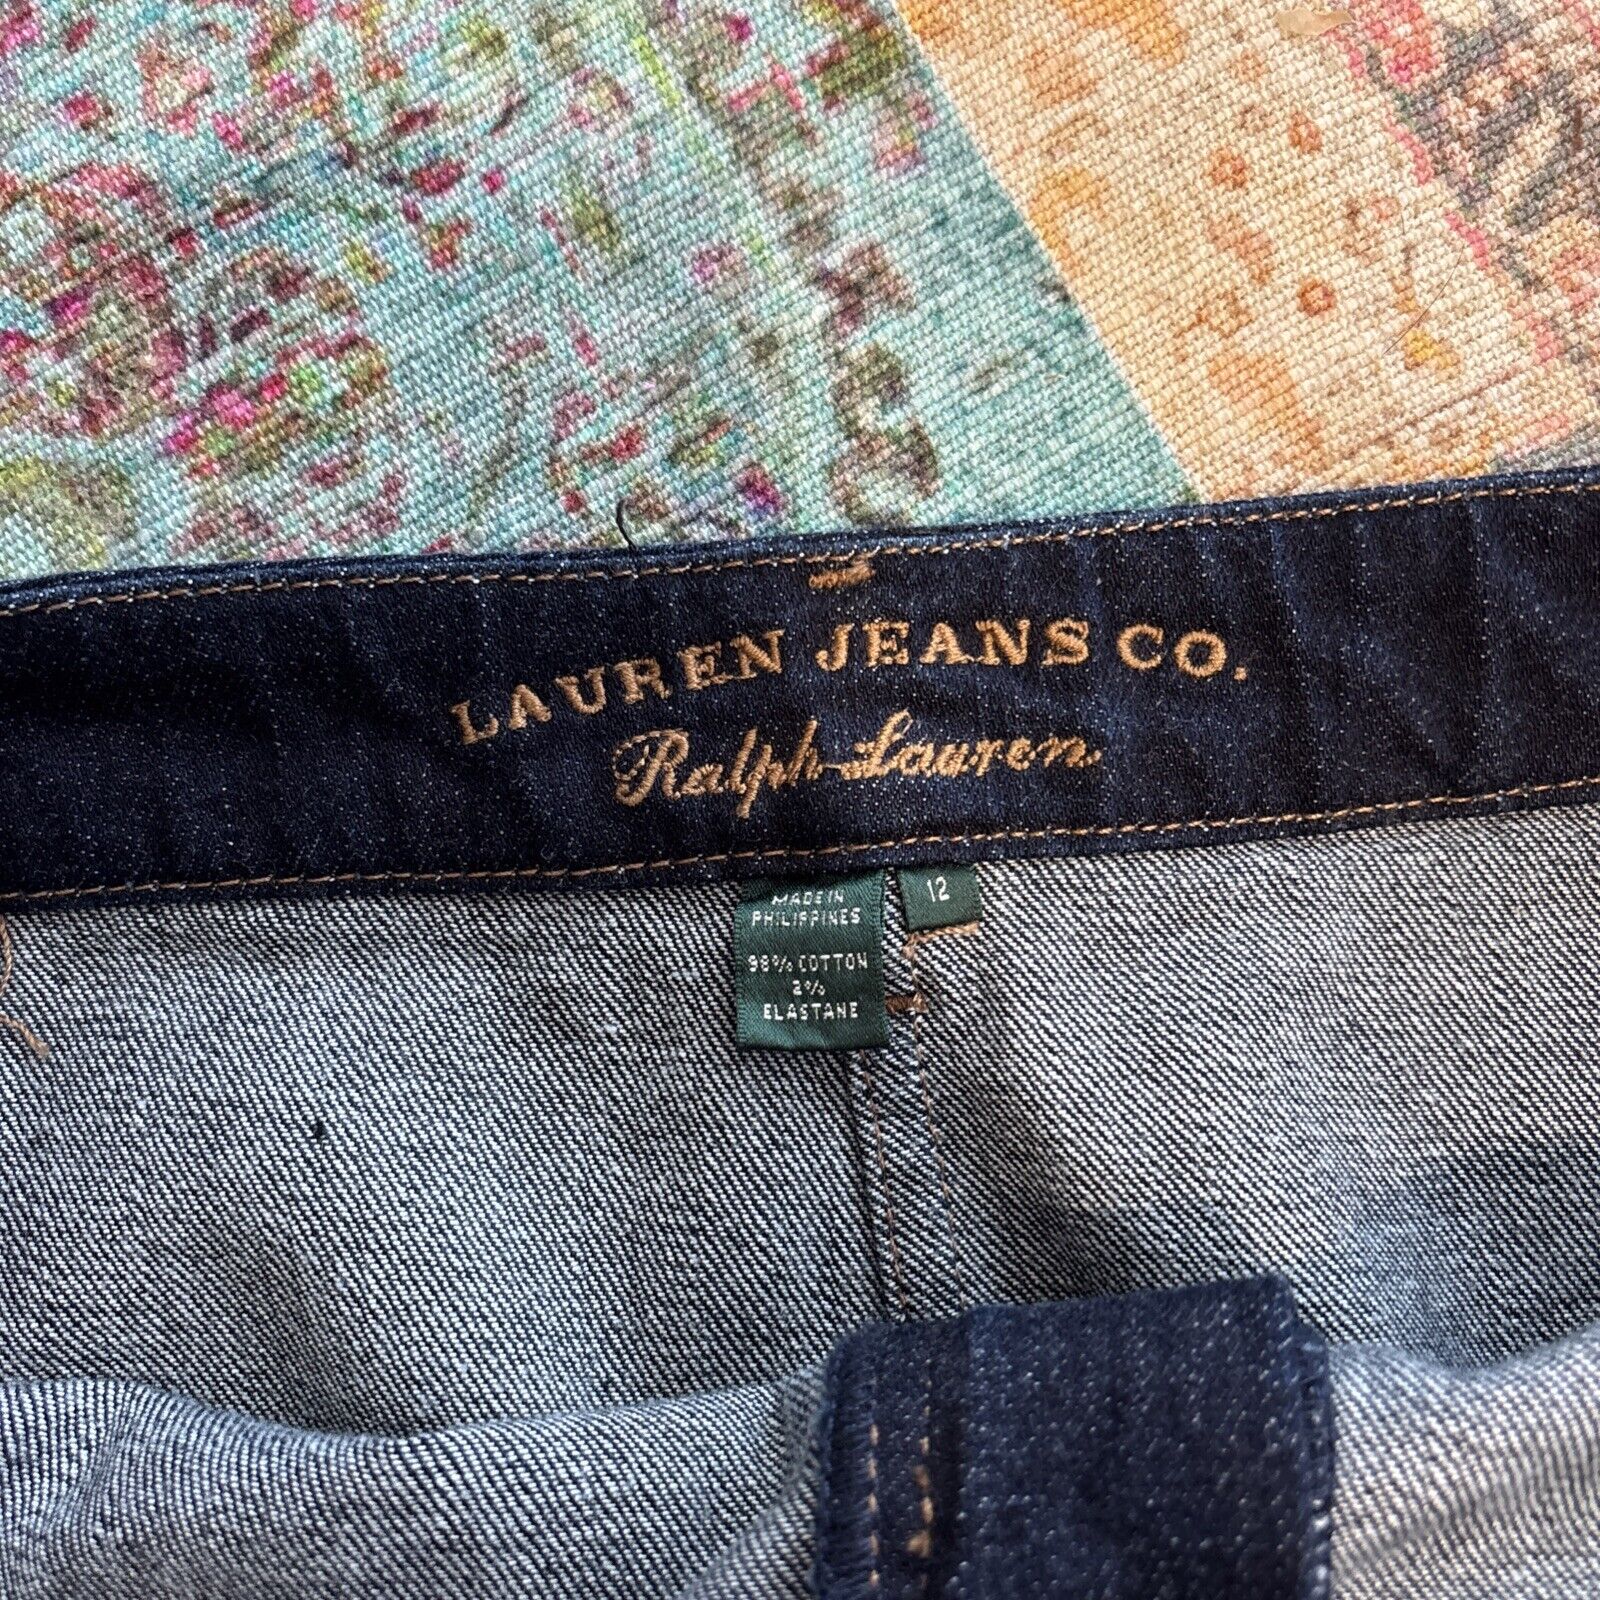 LAUREN JEANS CO.
Ralph Lauren
MADE IN
PHILIPPINES
98% COTTON
2%
ELASTANE
12